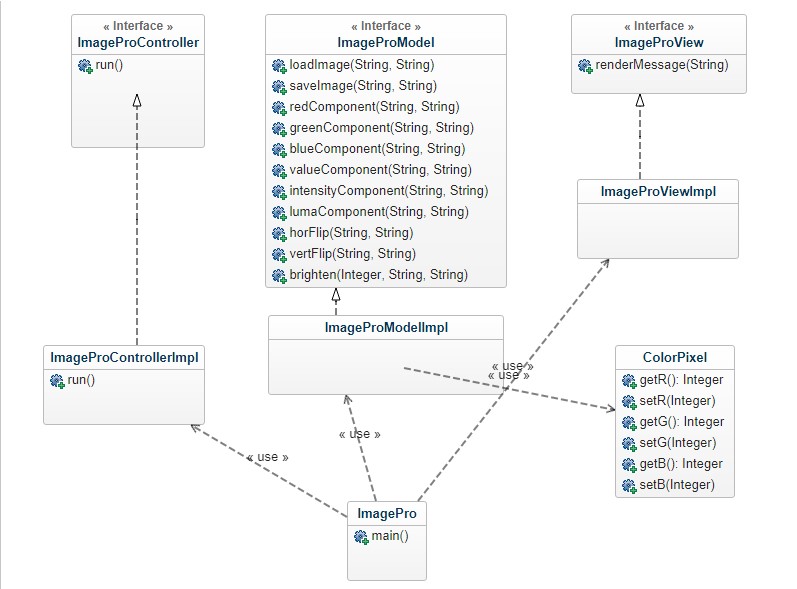 « Interface »
ImageProController
run()
« Interface »
ImageProModel
loadImage(String, String)
saveImage(String, String)
redComponent(String, String)
greenComponent(String, String)
blueComponent(String, String)
valueComponent(String, String)
intensityComponent(String, String)
lumaComponent(String, String)
horFlip(String, String)
vertFlip(String, String)
brighten(Integer, String, String)
« Interface »
ImageProView
renderMessage(String)
ImageProViewImpl
ImageProControllerImpl
run()
ImageProModelImpl
ColorPixel
getR(): Integer
setR(Integer)
getG(): Integer
setG(Integer)
getB(): Integer
setB(Integer)
« use »
« use »
« use »
« use »
ImagePro
main()